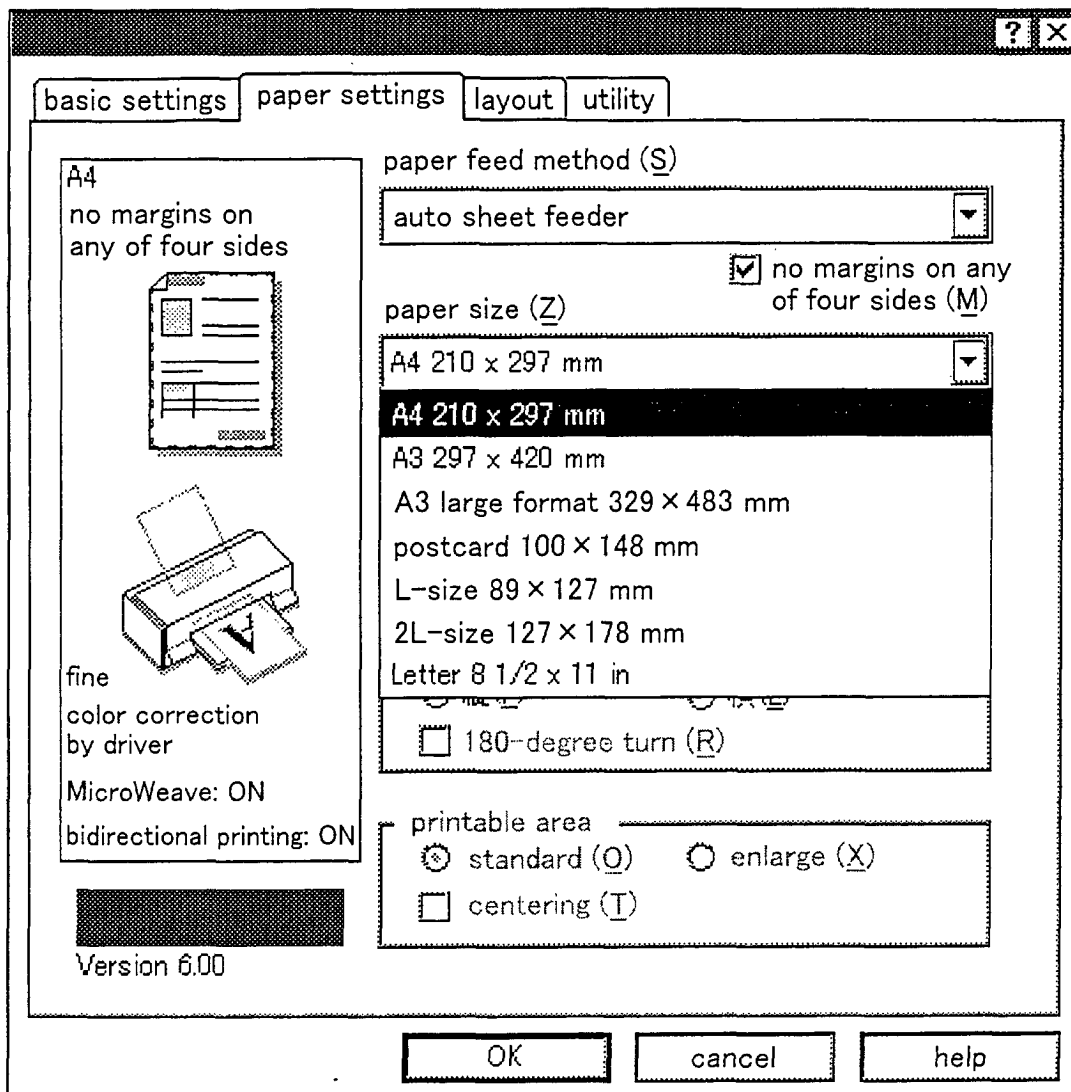 ? ×
basic settings
paper settings
layout
utility
A4
no margins on
any of four sides
fine
color correction
by driver
MicroWeave: ON
bidirectional printing: ON
Version 6.00
paper feed method (S)
auto sheet feeder
no margins on any
of four sides (M)
paper size (Z)
A4 210 x 297 mm
A4 210 x 297 mm
A3 297 x 420 mm
A3 large format 329 × 483 mm
postcard 100 × 148 mm
L-size 89 × 127 mm
2L-size 127 × 178 mm
Letter 8 1/2 x 11 in
180-degree turn (R)
printable area
standard (O)
enlarge (X)
centering (T)
OK
cancel
help